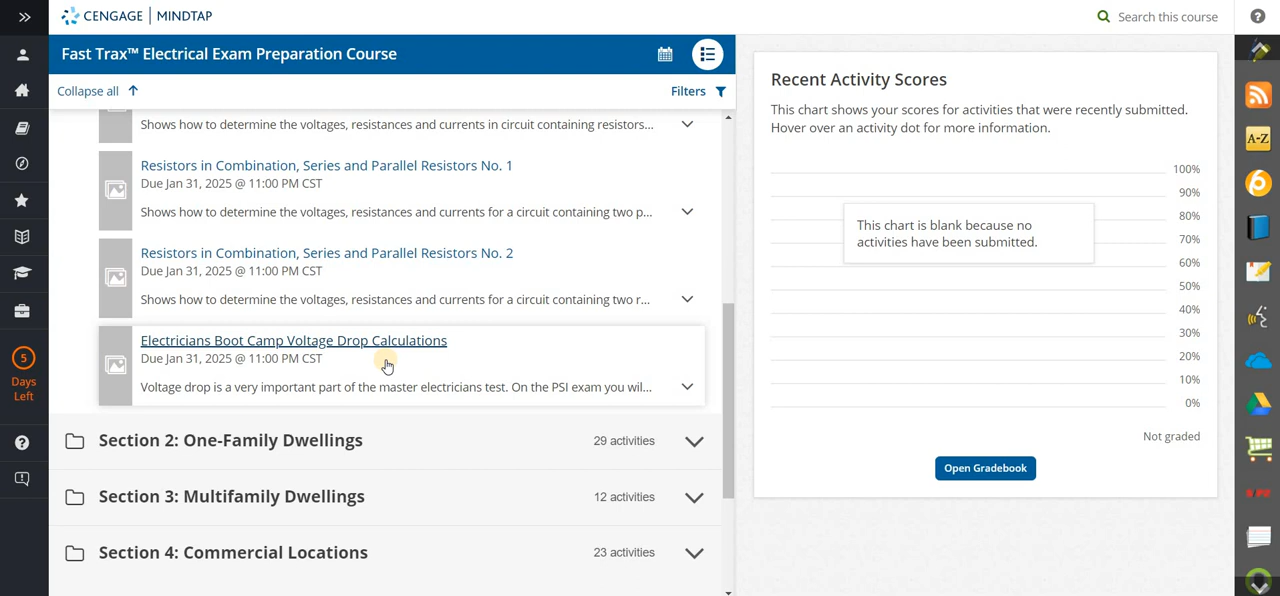 CENGAGE | MINDTAP
Search this course
Fast Trax™ Electrical Exam Preparation Course
Collapse all
Filters
Shows how to determine the voltages, resistances and currents in circuit containing resistors...
Resistors in Combination, Series and Parallel Resistors No. 1
Due Jan 31, 2025 @ 11:00 PM CST
Shows how to determine the voltages, resistances and currents for a circuit containing two p...
Resistors in Combination, Series and Parallel Resistors No. 2
Due Jan 31, 2025 @ 11:00 PM CST
Shows how to determine the voltages, resistances and currents for a circuit containing two r...
Electricians Boot Camp Voltage Drop Calculations
Due Jan 31, 2025 @ 11:00 PM CST
Voltage drop is a very important part of the master electricians test. On the PSI exam you wil...
Section 2: One-Family Dwellings
29 activities
Section 3: Multifamily Dwellings
12 activities
Section 4: Commercial Locations
23 activities
5
Days
Left
Recent Activity Scores
This chart shows your scores for activities that were recently submitted.
Hover over an activity dot for more information.
100%
90%
80%
70%
60%
50%
40%
30%
20%
10%
0%
This chart is blank because no
activities have been submitted.
Not graded
Open Gradebook
A-Z